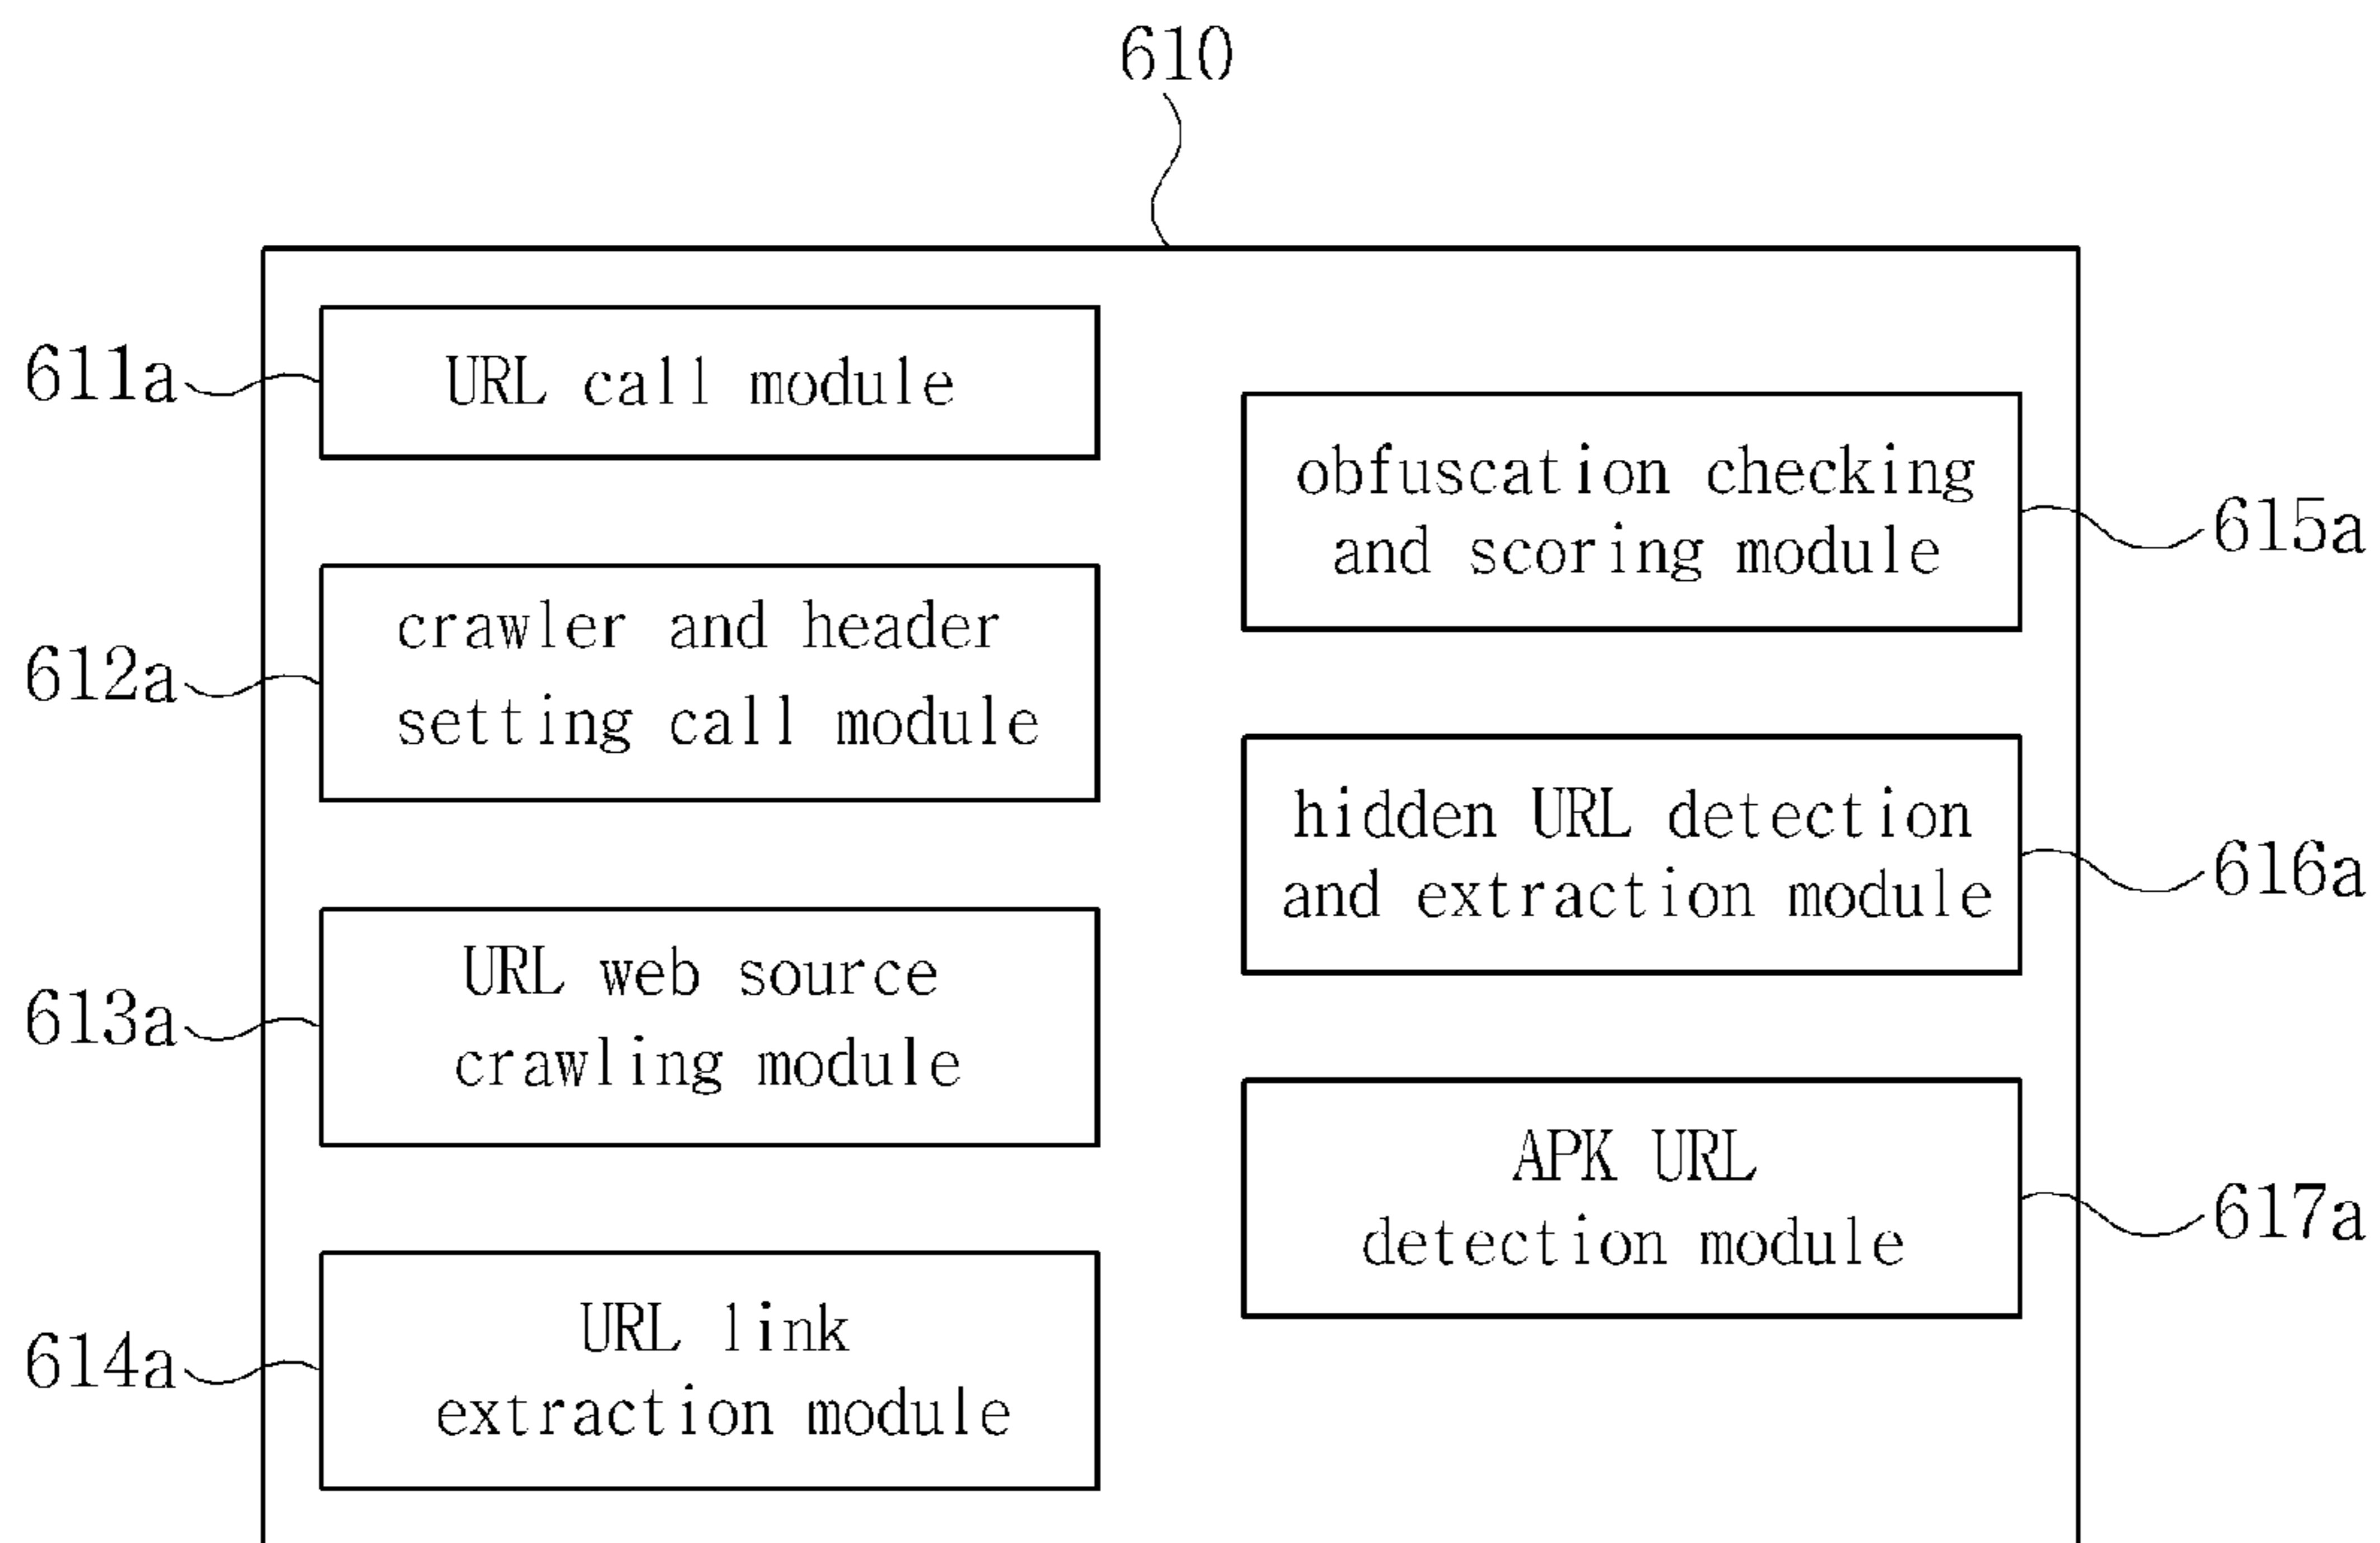 610
611a
URL call module
612a
crawler and header
setting call module
613a
URL web source
crawling module
614a
URL link
extraction module
obfuscation checking
and scoring module
615a
hidden URL detection
and extraction module
616a
APK URL
detection module
617a